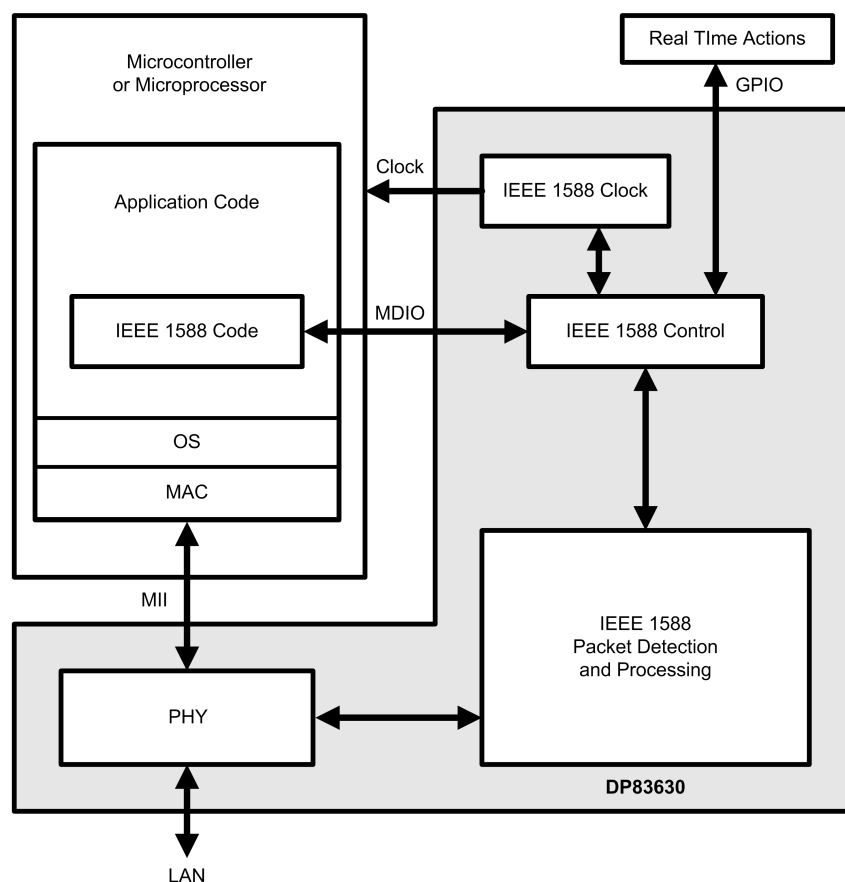 Microcontroller
or Microprocessor
Real TIme Actions
GPIO
Clock
IEEE 1588 Clock
Application Code
IEEE 1588 Code
MDIO
IEEE 1588 Control
OS
MAC
MII
IEEE 1588
Packet Detection
and Processing
PHY
DP83630
LAN